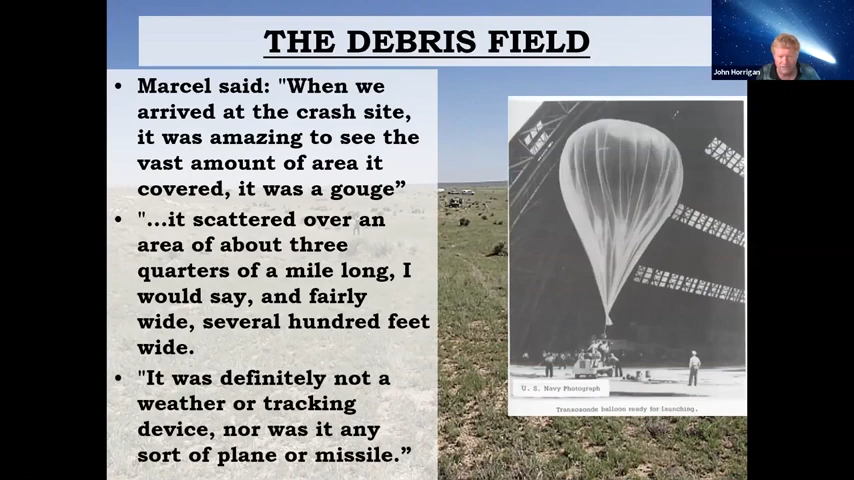 THE DEBRIS FIELD
John Horrigan
• Marcel said: "When we
arrived at the crash site,
it was amazing to see the
vast amount of area it
covered, it was a gouge”
• "...it scattered over an
area of about three
quarters of a mile long, I
would say, and fairly
wide, several hundred feet
wide.
• "It was definitely not a
weather or tracking
device, nor was it any
sort of plane or missile.”
U. S. Navy Photograph
Transosonde balloon ready for launching.